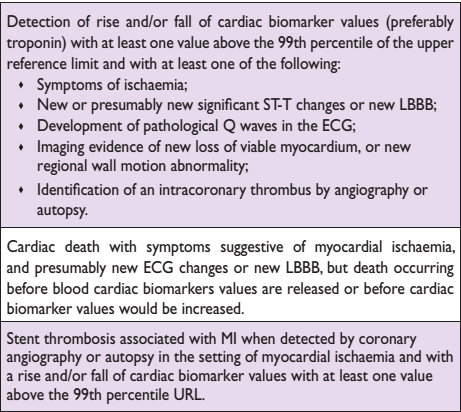 Detection of rise and/or fall of cardiac biomarker values (preferably
troponin) with at least one value above the 99th percentile of the upper
reference limit and with at least one of the following:
♦ Symptoms of ischaemia;
♦ New or presumably new significant ST-T changes or new LBBB;
♦ Development of pathological Q waves in the ECG;
♦ Imaging evidence of new loss of viable myocardium, or new
regional wall motion abnormality;
♦ Identification of an intracoronary thrombus by angiography or
autopsy.
Cardiac death with symptoms suggestive of myocardial ischaemia,
and presumably new ECG changes or new LBBB, but death occurring
before blood cardiac biomarkers values are released or before cardiac
biomarker values would be increased.
Stent thrombosis associated with MI when detected by coronary
angiography or autopsy in the setting of myocardial ischaemia and with
a rise and/or fall of cardiac biomarker values with at least one value
above the 99th percentile URL.